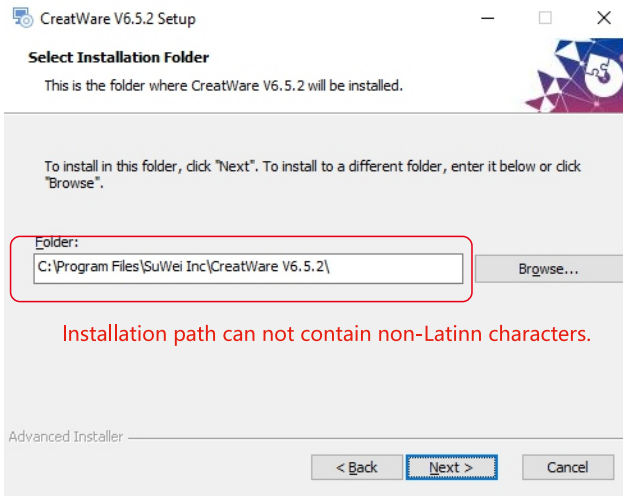 CreatWare V6.5.2 Setup
Select Installation Folder
This is the folder where CreatWare V6.5.2 will be installed.
To install in this folder, click "Next". To install to a different folder, enter it below or click
"Browse".
Folder:
C:\Program Files\SuWei Inc\CreatWare V6.5.2\
Browse...
Installation path can not contain non-Latinn characters.
Advanced Installer
< Back
Next >
Cancel